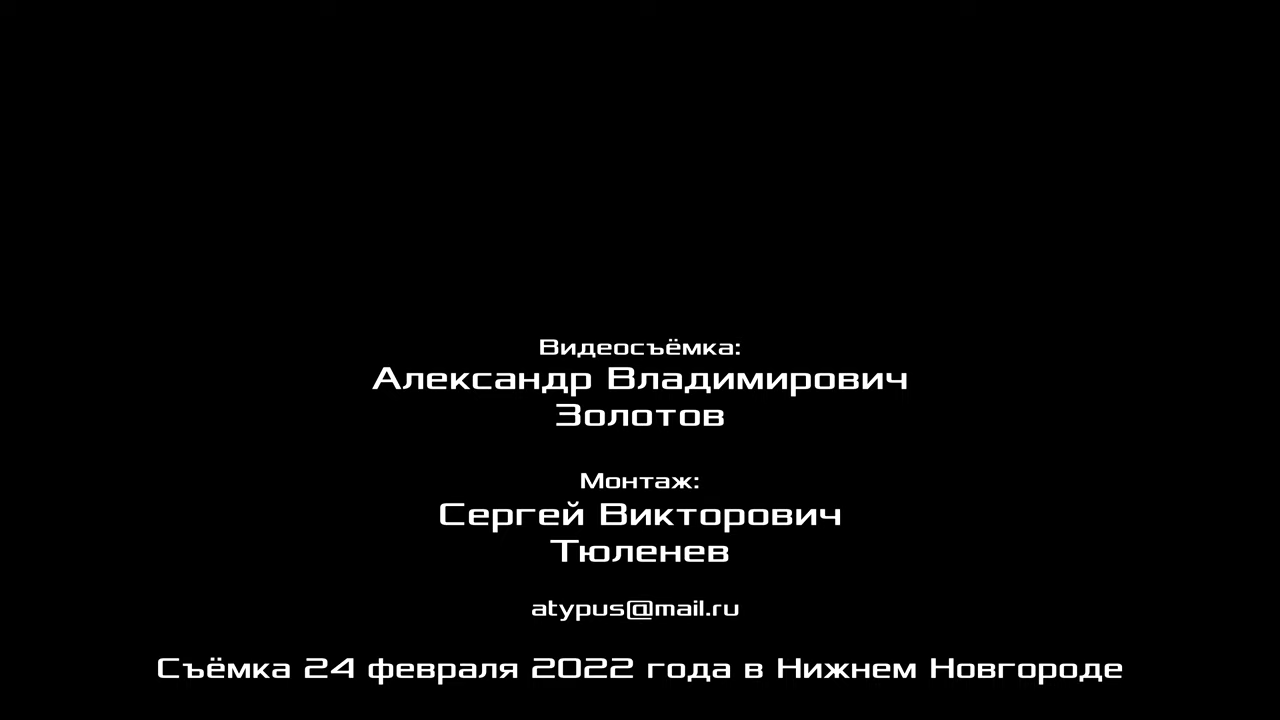 Видеосъёмка:
Александр Владимирович
Золотов
Монтаж:
Сергей Викторович
Тюленев
atypus@mail.ru
Съёмка 24 февраля 2022 года в Нижнем Новгороде